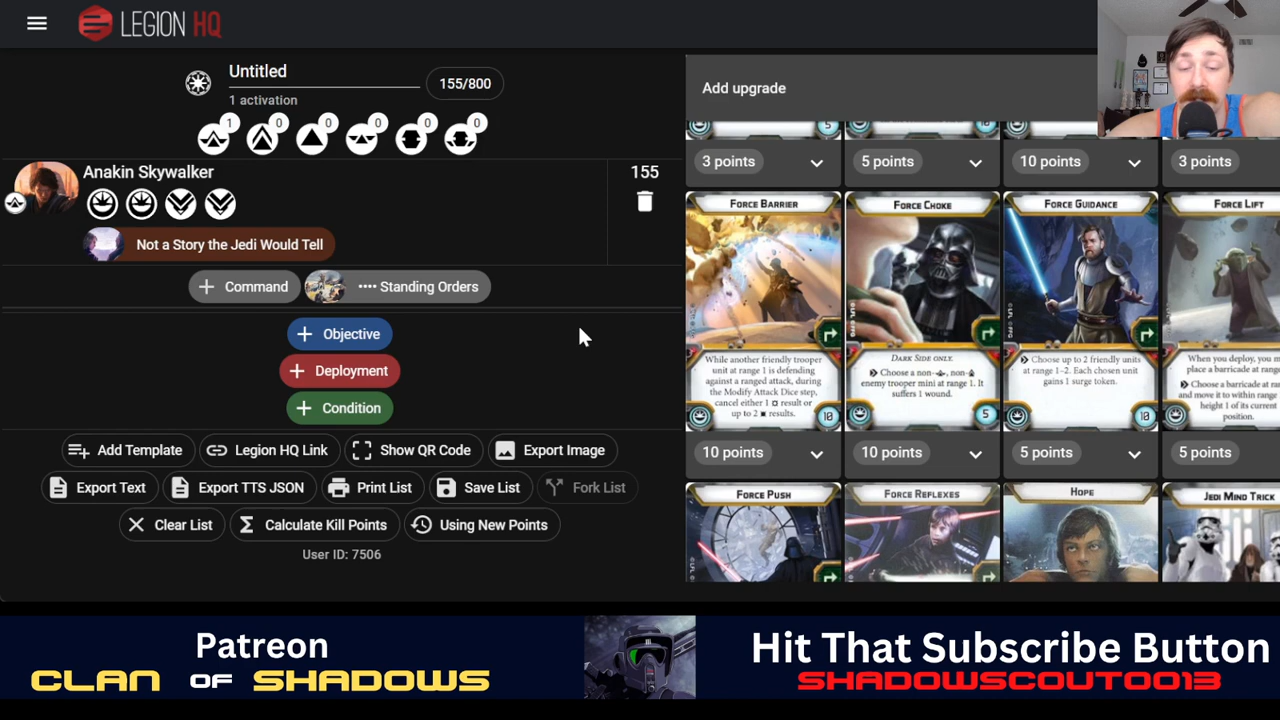 LEGION HQ
Untitled
155/800
1 activation
1
0
0
0
0
0
Anakin Skywalker
155
Not a Story the Jedi Would Tell
Command
•••• Standing Orders
Objective
Deployment
Condition
Add Template
Legion HQ Link
Show QR Code
Export Image
Export Text
Export TTS JSON
Print List
Save List
Fork List
Clear List
Calculate Kill Points
Using New Points
User ID: 7506
Add upgrade
5
3 points
5 points
10 points
3 points
Force Barrier
While another friendly trooper
unit at range 1 is defending
against a ranged attack, during
the Modify Attack Dice step,
cancel either 1 result or
up to 2 results.
10
Force Choke
Dark Side only.
Choose a non- , non-
enemy trooper mini at range 1. It
suffers 1 wound.
5
Force Guidance
Choose up to 2 friendly units
at range 1–2. Each chosen unit
gains 1 surge token.
10
Force Lift
When you deploy, you m
place a barricade at rang
Choose a barricade at ran
and move it to within range
height 1 of its current
position.
10 points
10 points
5 points
5 points
Force Push
Force Reflexes
Hope
Jedi Mind Trick
Patreon
CLAN OF SHADOWS
Hit That Subscribe Button
SHADOWSCOUT0013